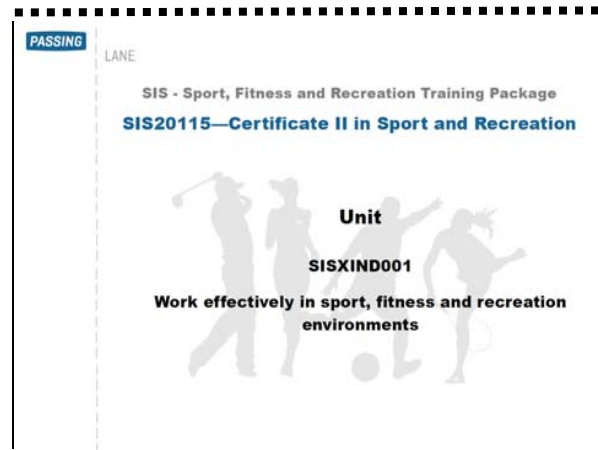 PASSING
LANE
SIS - Sport, Fitness and Recreation Training Package
SIS20115—Certificate II in Sport and Recreation
Unit
SISXIND001
Work effectively in sport, fitness and recreation
environments